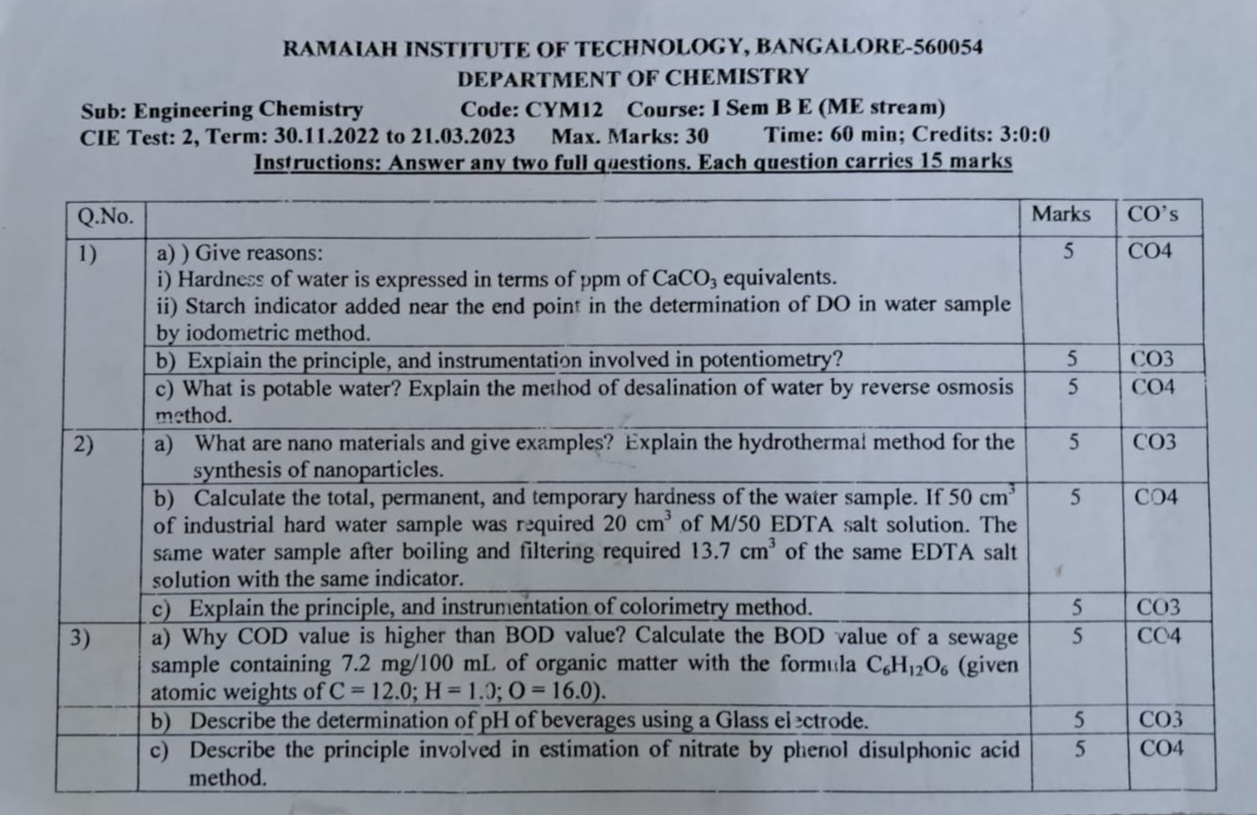 RAMAIAH INSTITUTE OF TECHNOLOGY, BANGALORE-560054
DEPARTMENT OF CHEMISTRY
Sub: Engineering Chemistry Code: CYM12 Course: I Sem B E (ME stream)
CIE Test: 2, Term: 30.11.2022 to 21.03.2023 Max. Marks: 30 Time: 60 min; Credits: 3:0:0
Instructions: Answer any two full questions. Each question carries 15 marks
Q.No. Marks CO's
1) a) ) Give reasons: 5 CO4
i) Hardness of water is expressed in terms of ppm of CaCO₃ equivalents.
ii) Starch indicator added near the end point in the determination of DO in water sample
by iodometric method.
b) Explain the principle, and instrumentation involved in potentiometry? 5 CO3
c) What is potable water? Explain the method of desalination of water by reverse osmosis 5 CO4
method.
2) a) What are nano materials and give examples? Explain the hydrothermal method for the 5 CO3
synthesis of nanoparticles.
b) Calculate the total, permanent, and temporary hardness of the water sample. If 50 cm³ 5 CO4
of industrial hard water sample was required 20 cm³ of M/50 EDTA salt solution. The
same water sample after boiling and filtering required 13.7 cm³ of the same EDTA salt
solution with the same indicator.
c) Explain the principle, and instrumentation of colorimetry method. 5 CO3
3) a) Why COD value is higher than BOD value? Calculate the BOD value of a sewage 5 CO4
sample containing 7.2 mg/100 mL of organic matter with the formula C₆H₁₂O₆ (given
atomic weights of C = 12.0; H = 1.0; O = 16.0).
b) Describe the determination of pH of beverages using a Glass electrode. 5 CO3
c) Describe the principle involved in estimation of nitrate by phenol disulphonic acid 5 CO4
method.